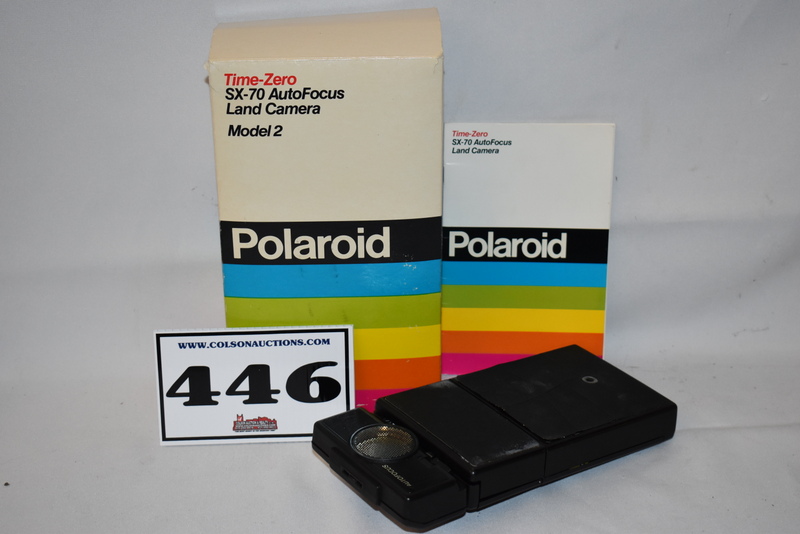 Time-Zero
SX-70 AutoFocus
Land Camera
Model 2
Polaroid
Time-Zero
SX-70 AutoFocus
Land Camera
Polaroid
WWW.COLSONAUCTIONS.COM
446
AUTOFOCUS